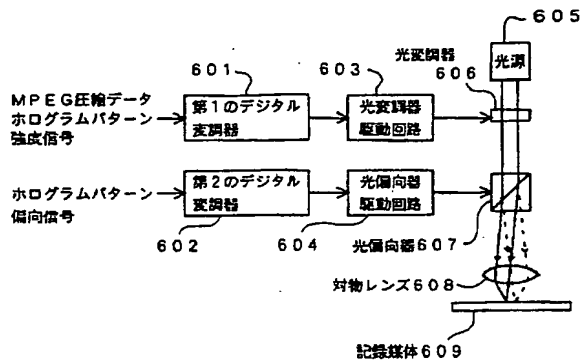 605
光源
光変調器
606
601
603
MPEG圧縮データ
ホログラムパターン
強度信号
第1のデジタル
変調器
光変調器
駆動回路
ホログラムパターン
偏向信号
第2のデジタル
変調器
光偏向器
駆動回路
602
604
光偏向器607
対物レンズ608
記録媒体609